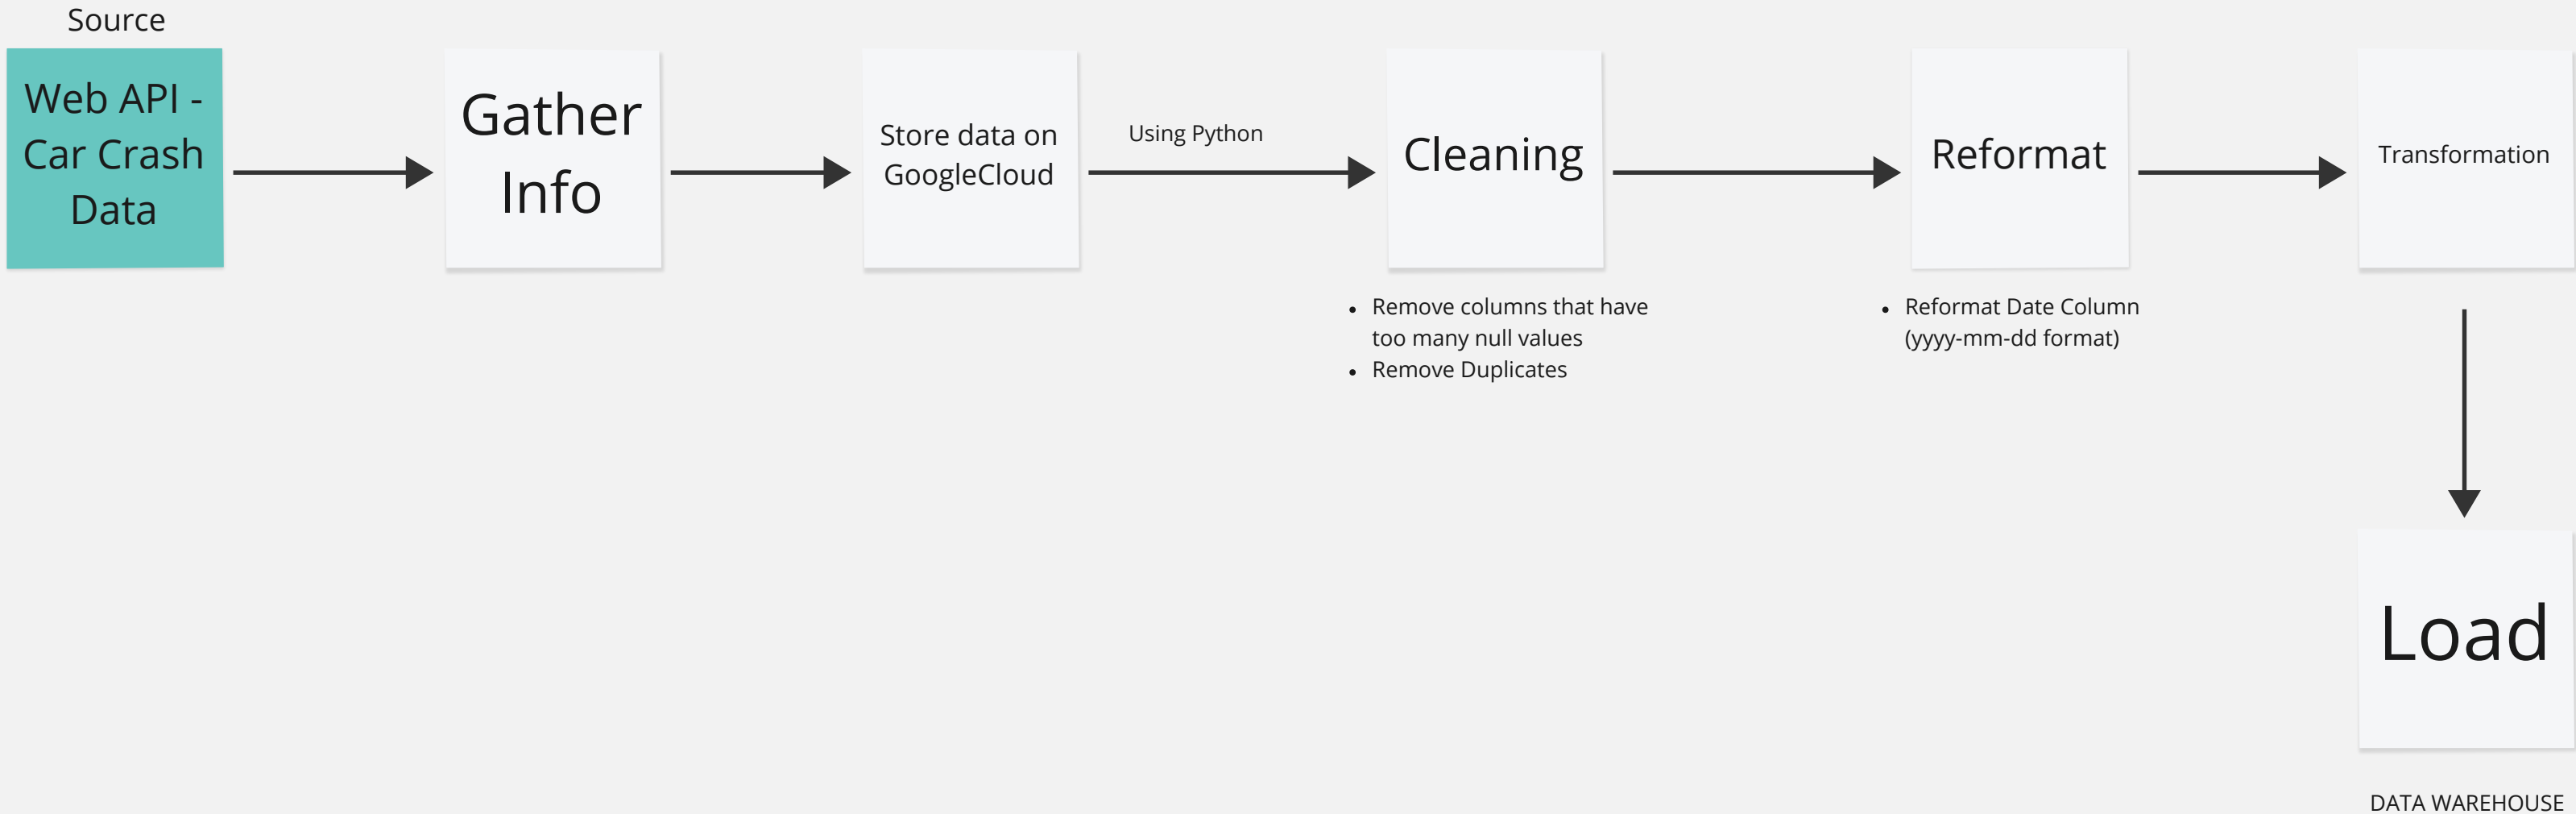 Source
Web API -
Car Crash
Data
Gather
Info
Store data on
GoogleCloud
Using Python
Cleaning
• Remove columns that have
too many null values
• Remove Duplicates
Reformat
• Reformat Date Column
(yyyy-mm-dd format)
Transformation
Load
DATA WAREHOUSE